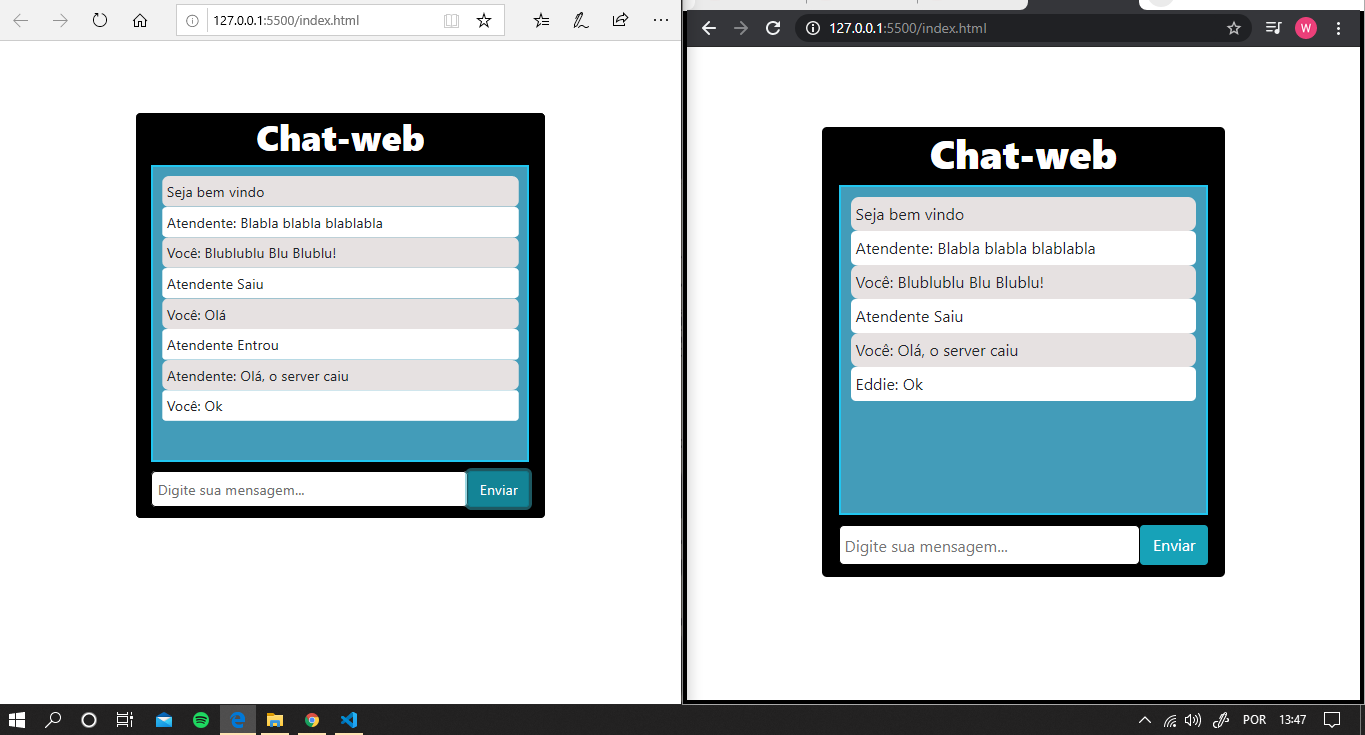 127.0.0.1:5500/index.html
Chat-web
Seja bem vindo
Atendente: Blabla blabla blablabla
Você: Blublublu Blu Blublu!
Atendente Saiu
Você: Olá
Atendente Entrou
Atendente: Olá, o server caiu
Você: Ok
Digite sua mensagem...
Enviar
127.0.0.1:5500/index.html
W
Chat-web
Seja bem vindo
Atendente: Blabla blabla blablabla
Você: Blublublu Blu Blublu!
Atendente Saiu
Você: Olá, o server caiu
Eddie: Ok
Digite sua mensagem...
Enviar
POR
13:47